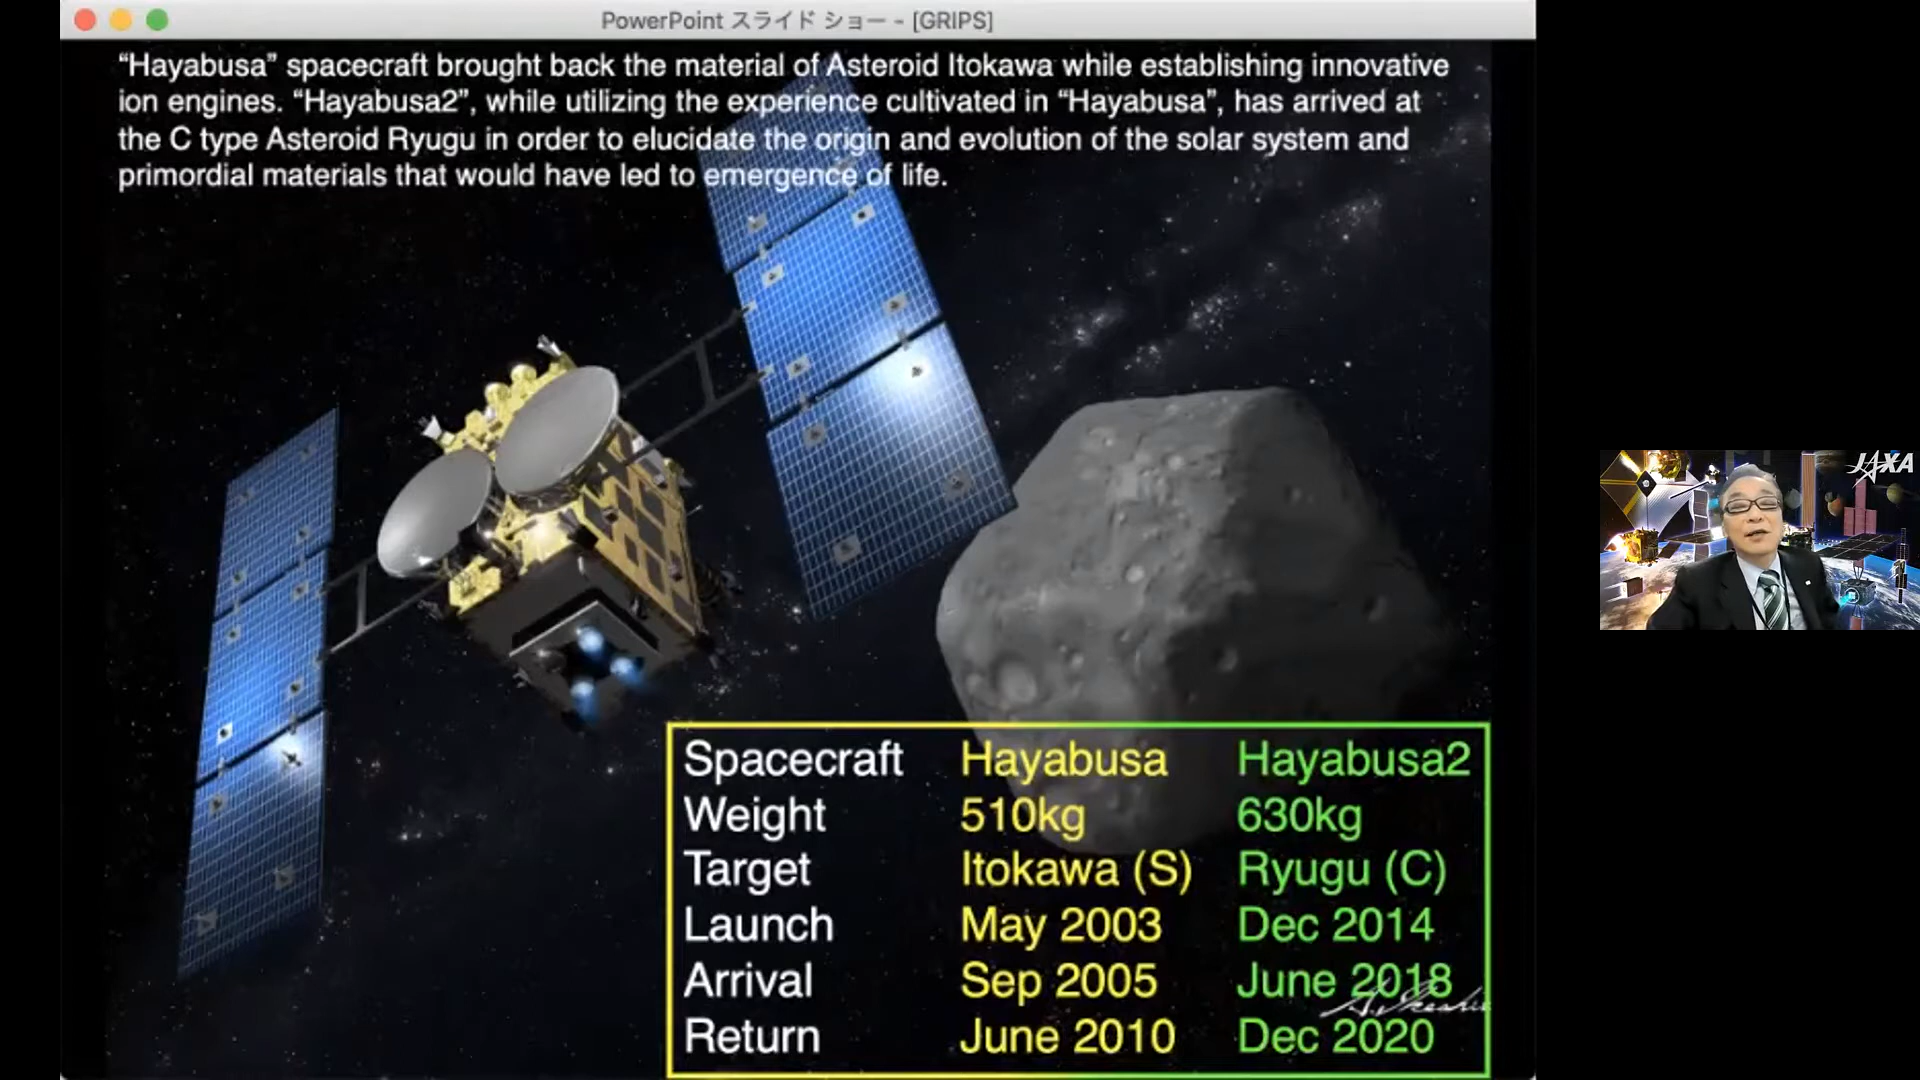 PowerPoint スライド ショー - [GRIPS]
“Hayabusa” spacecraft brought back the material of Asteroid Itokawa while establishing innovative
ion engines. “Hayabusa2”, while utilizing the experience cultivated in “Hayabusa”, has arrived at
the C type Asteroid Ryugu in order to elucidate the origin and evolution of the solar system and
primordial materials that would have led to emergence of life.
JAXA
Spacecraft Hayabusa Hayabusa2
Weight 510kg 630kg
Target Itokawa (S) Ryugu (C)
Launch May 2003 Dec 2014
Arrival Sep 2005 June 2018
Return June 2010 Dec 2020